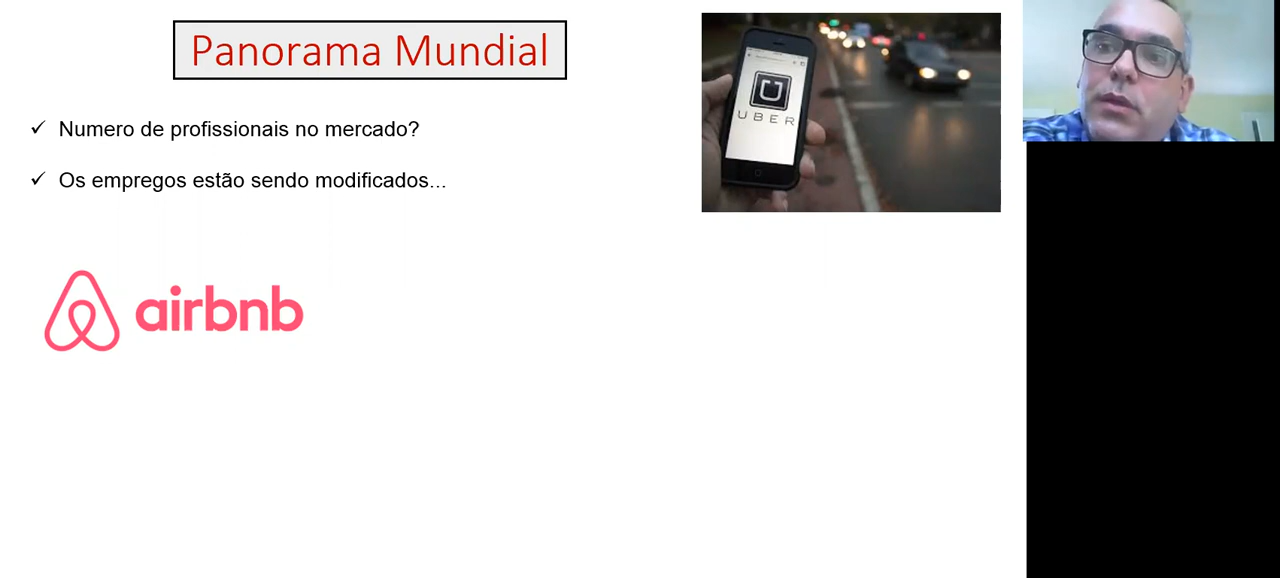 Panorama Mundial
Numero de profissionais no mercado?
Os empregos estão sendo modificados...
UBER
airbnb